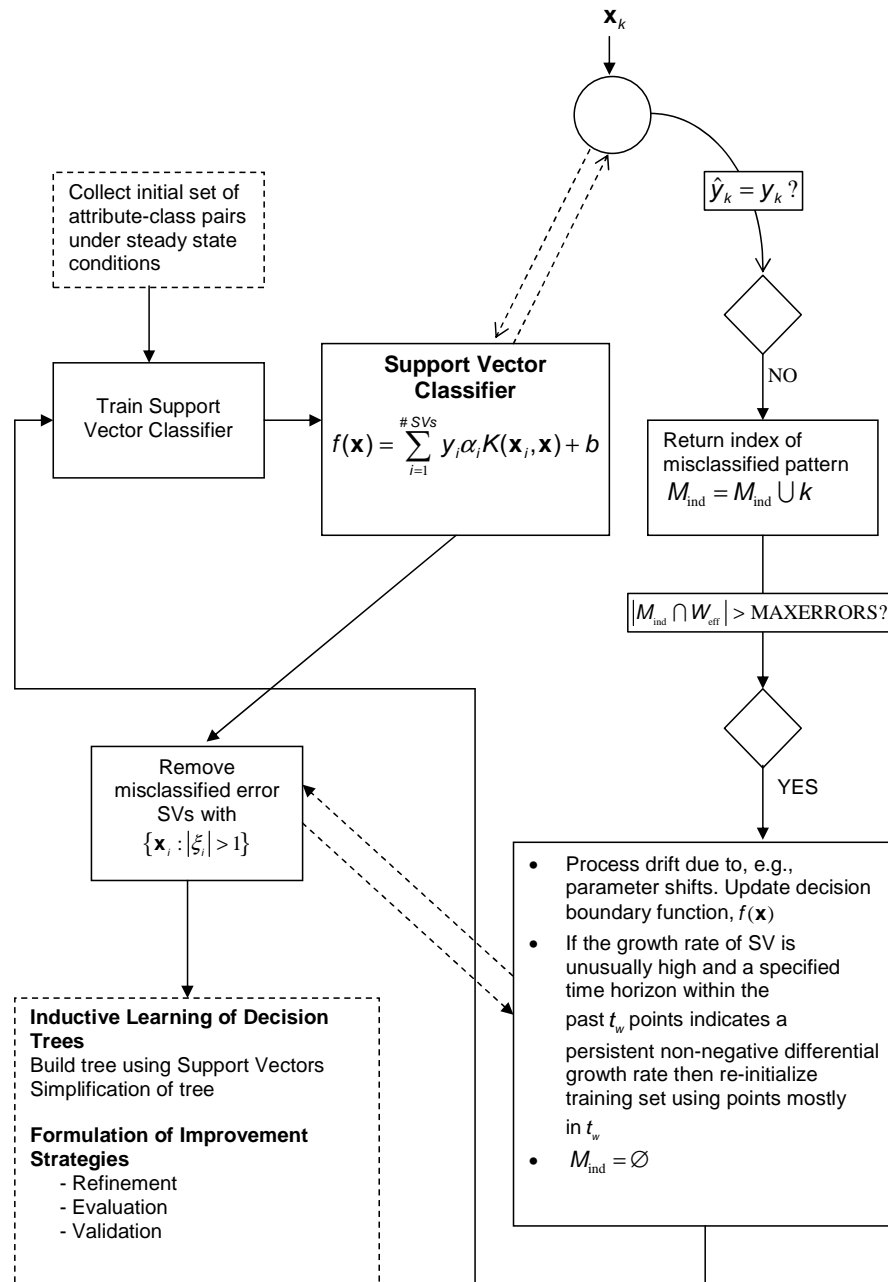 x_k
Collect initial set of
attribute-class pairs
under steady state
conditions
ŷ_k = y_k ?
NO
Train Support
Vector Classifier
Support Vector
Classifier
f(x) = ∑_{i=1}^{# SVs} y_i α_i K(x_i, x) + b
Return index of
misclassified pattern
M_ind = M_ind ∪ k
|M_ind ∩ W_eff| > MAXERRORS?
YES
Remove
misclassified error
SVs with
{x_i : |ξ_i| > 1}
• Process drift due to, e.g.,
parameter shifts. Update decision
boundary function, f(x)
• If the growth rate of SV is
unusually high and a specified
time horizon within the
past t_w points indicates a
persistent non-negative differential
growth rate then re-initialize
training set using points mostly
in t_w
• M_ind = ∅
Inductive Learning of Decision
Trees
Build tree using Support Vectors
Simplification of tree
Formulation of Improvement
Strategies
- Refinement
- Evaluation
- Validation